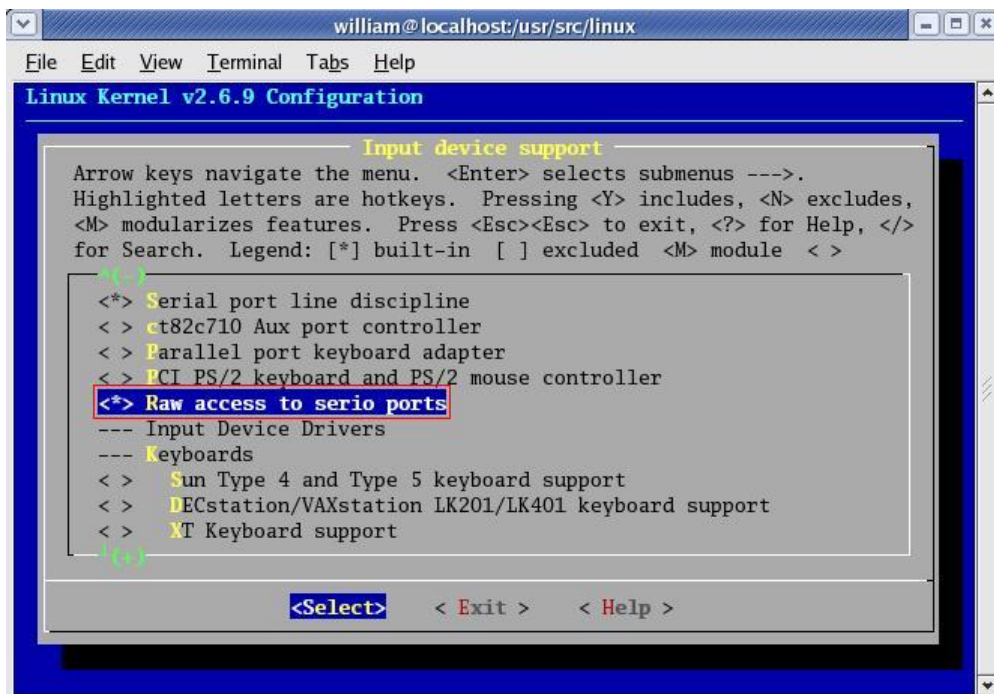 william@localhost:/usr/src/linux
File Edit View Terminal Tabs Help
Linux Kernel v2.6.9 Configuration
Input device support
Arrow keys navigate the menu. <Enter> selects submenus --->.
Highlighted letters are hotkeys. Pressing <Y> includes, <N> excludes,
<M> modularizes features. Press <Esc><Esc> to exit, <?> for Help, </>
for Search. Legend: [*] built-in [ ] excluded <M> module < >
^(-)
<*> Serial port line discipline
< > ct82c710 Aux port controller
< > Parallel port keyboard adapter
< > PCI PS/2 keyboard and PS/2 mouse controller
<*> Raw access to serio ports
--- Input Device Drivers
--- Keyboards
< > Sun Type 4 and Type 5 keyboard support
< > DECstation/VAXstation LK201/LK401 keyboard support
< > XT Keyboard support
(+)
<Select> < Exit > < Help >